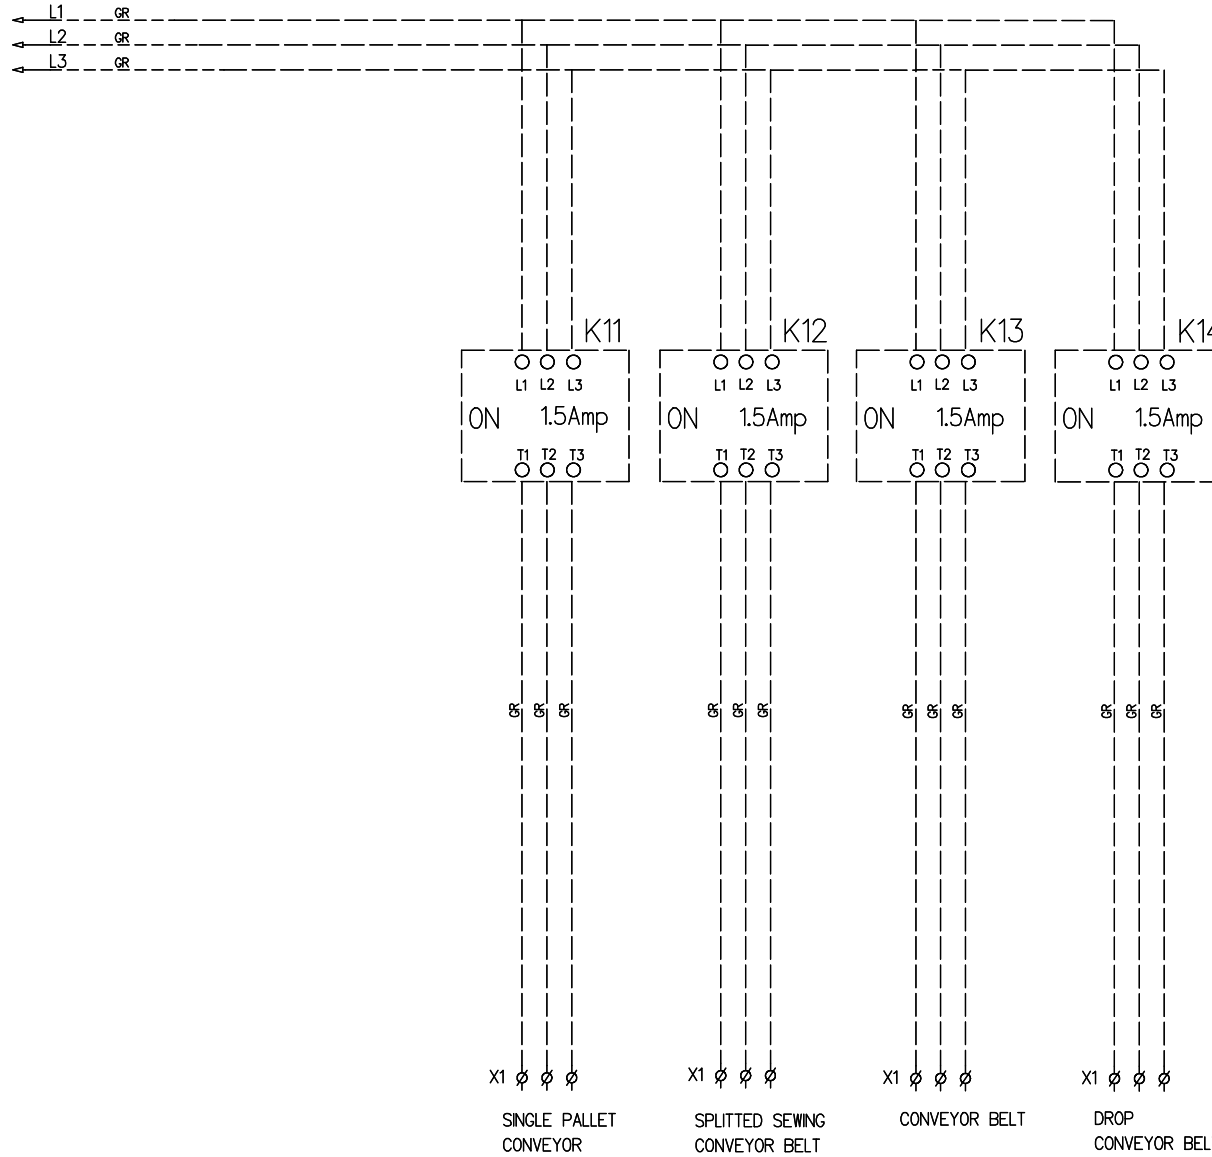 L1 GR
L2 GR
L3 GR
K11 K12 K13 K14
L1 L2 L3 L1 L2 L3 L1 L2 L3 L1 L2 L3
ON 1.5Amp ON 1.5Amp ON 1.5Amp ON 1.5Amp
T1 T2 T3 T1 T2 T3 T1 T2 T3 T1 T2 T3
GR GR GR GR GR GR GR GR GR GR GR GR
X1 X1 X1 X1
SINGLE PALLET
CONVEYOR
SPLITTED SEWING
CONVEYOR BELT
CONVEYOR BELT
DROP
CONVEYOR BEL